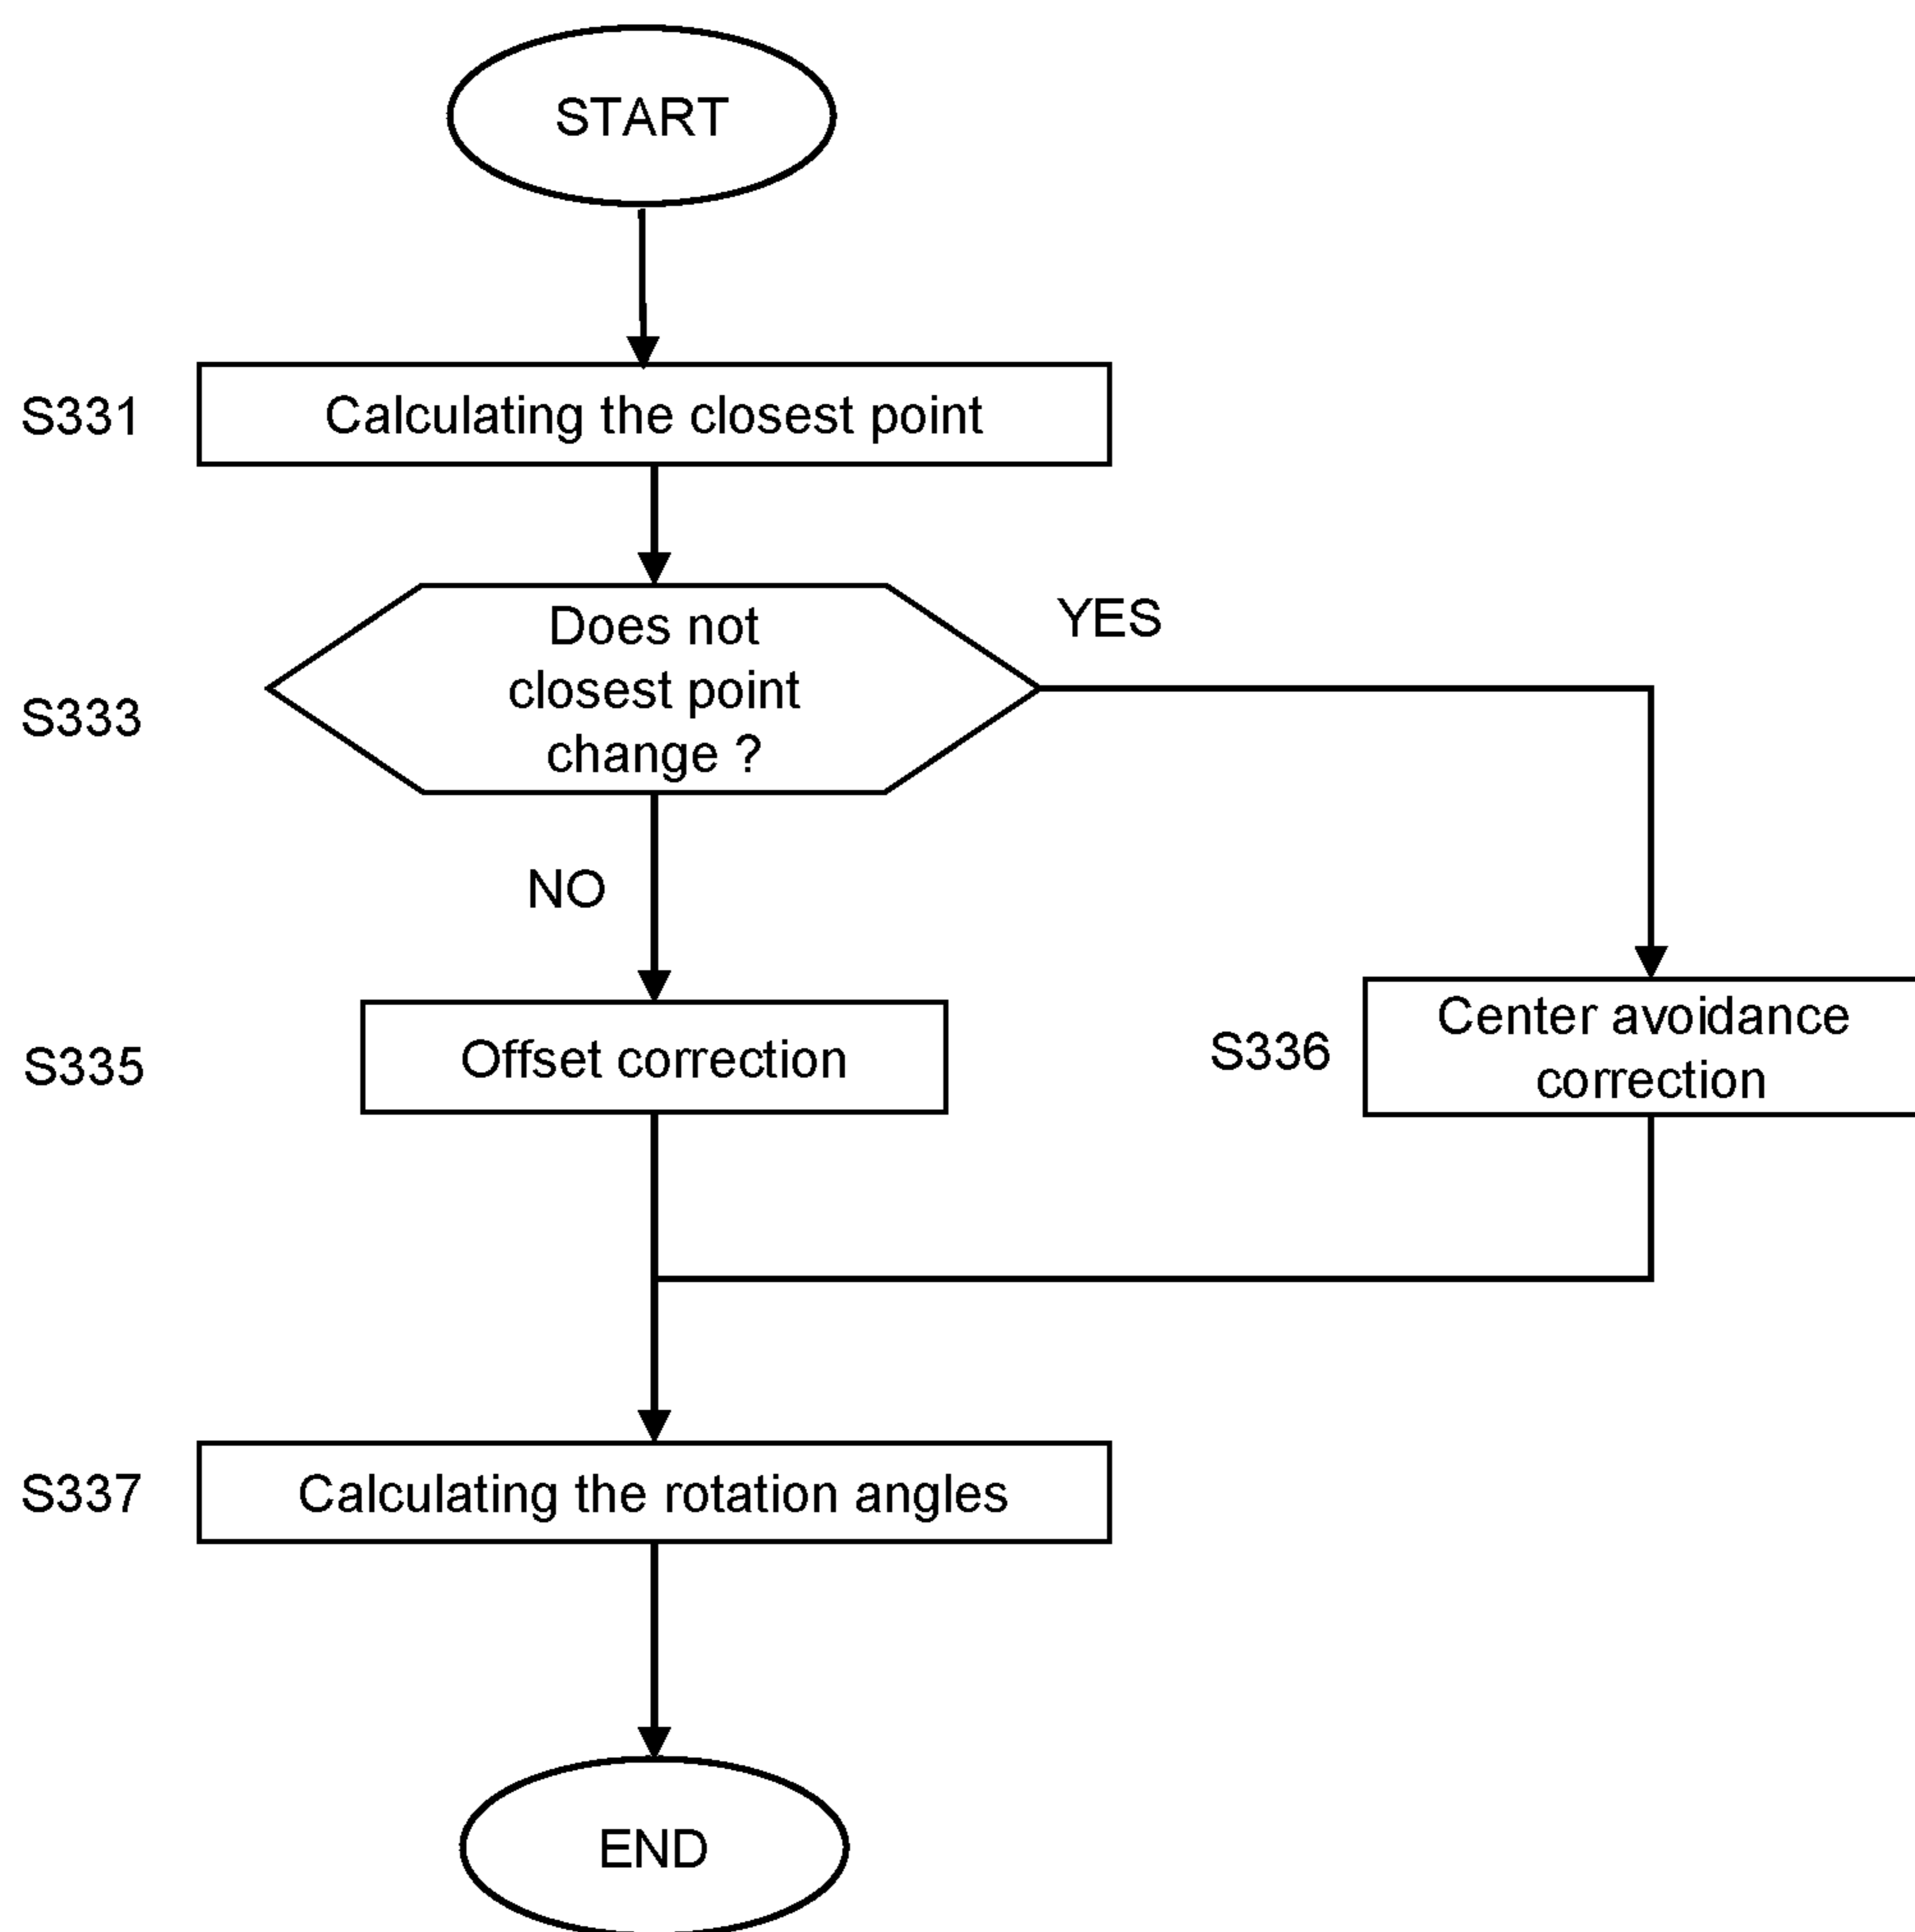 START
S331
Calculating the closest point
S333
Does not
closest point
change ?
YES
NO
S335
Offset correction
S336
Center avoidance
correction
S337
Calculating the rotation angles
END